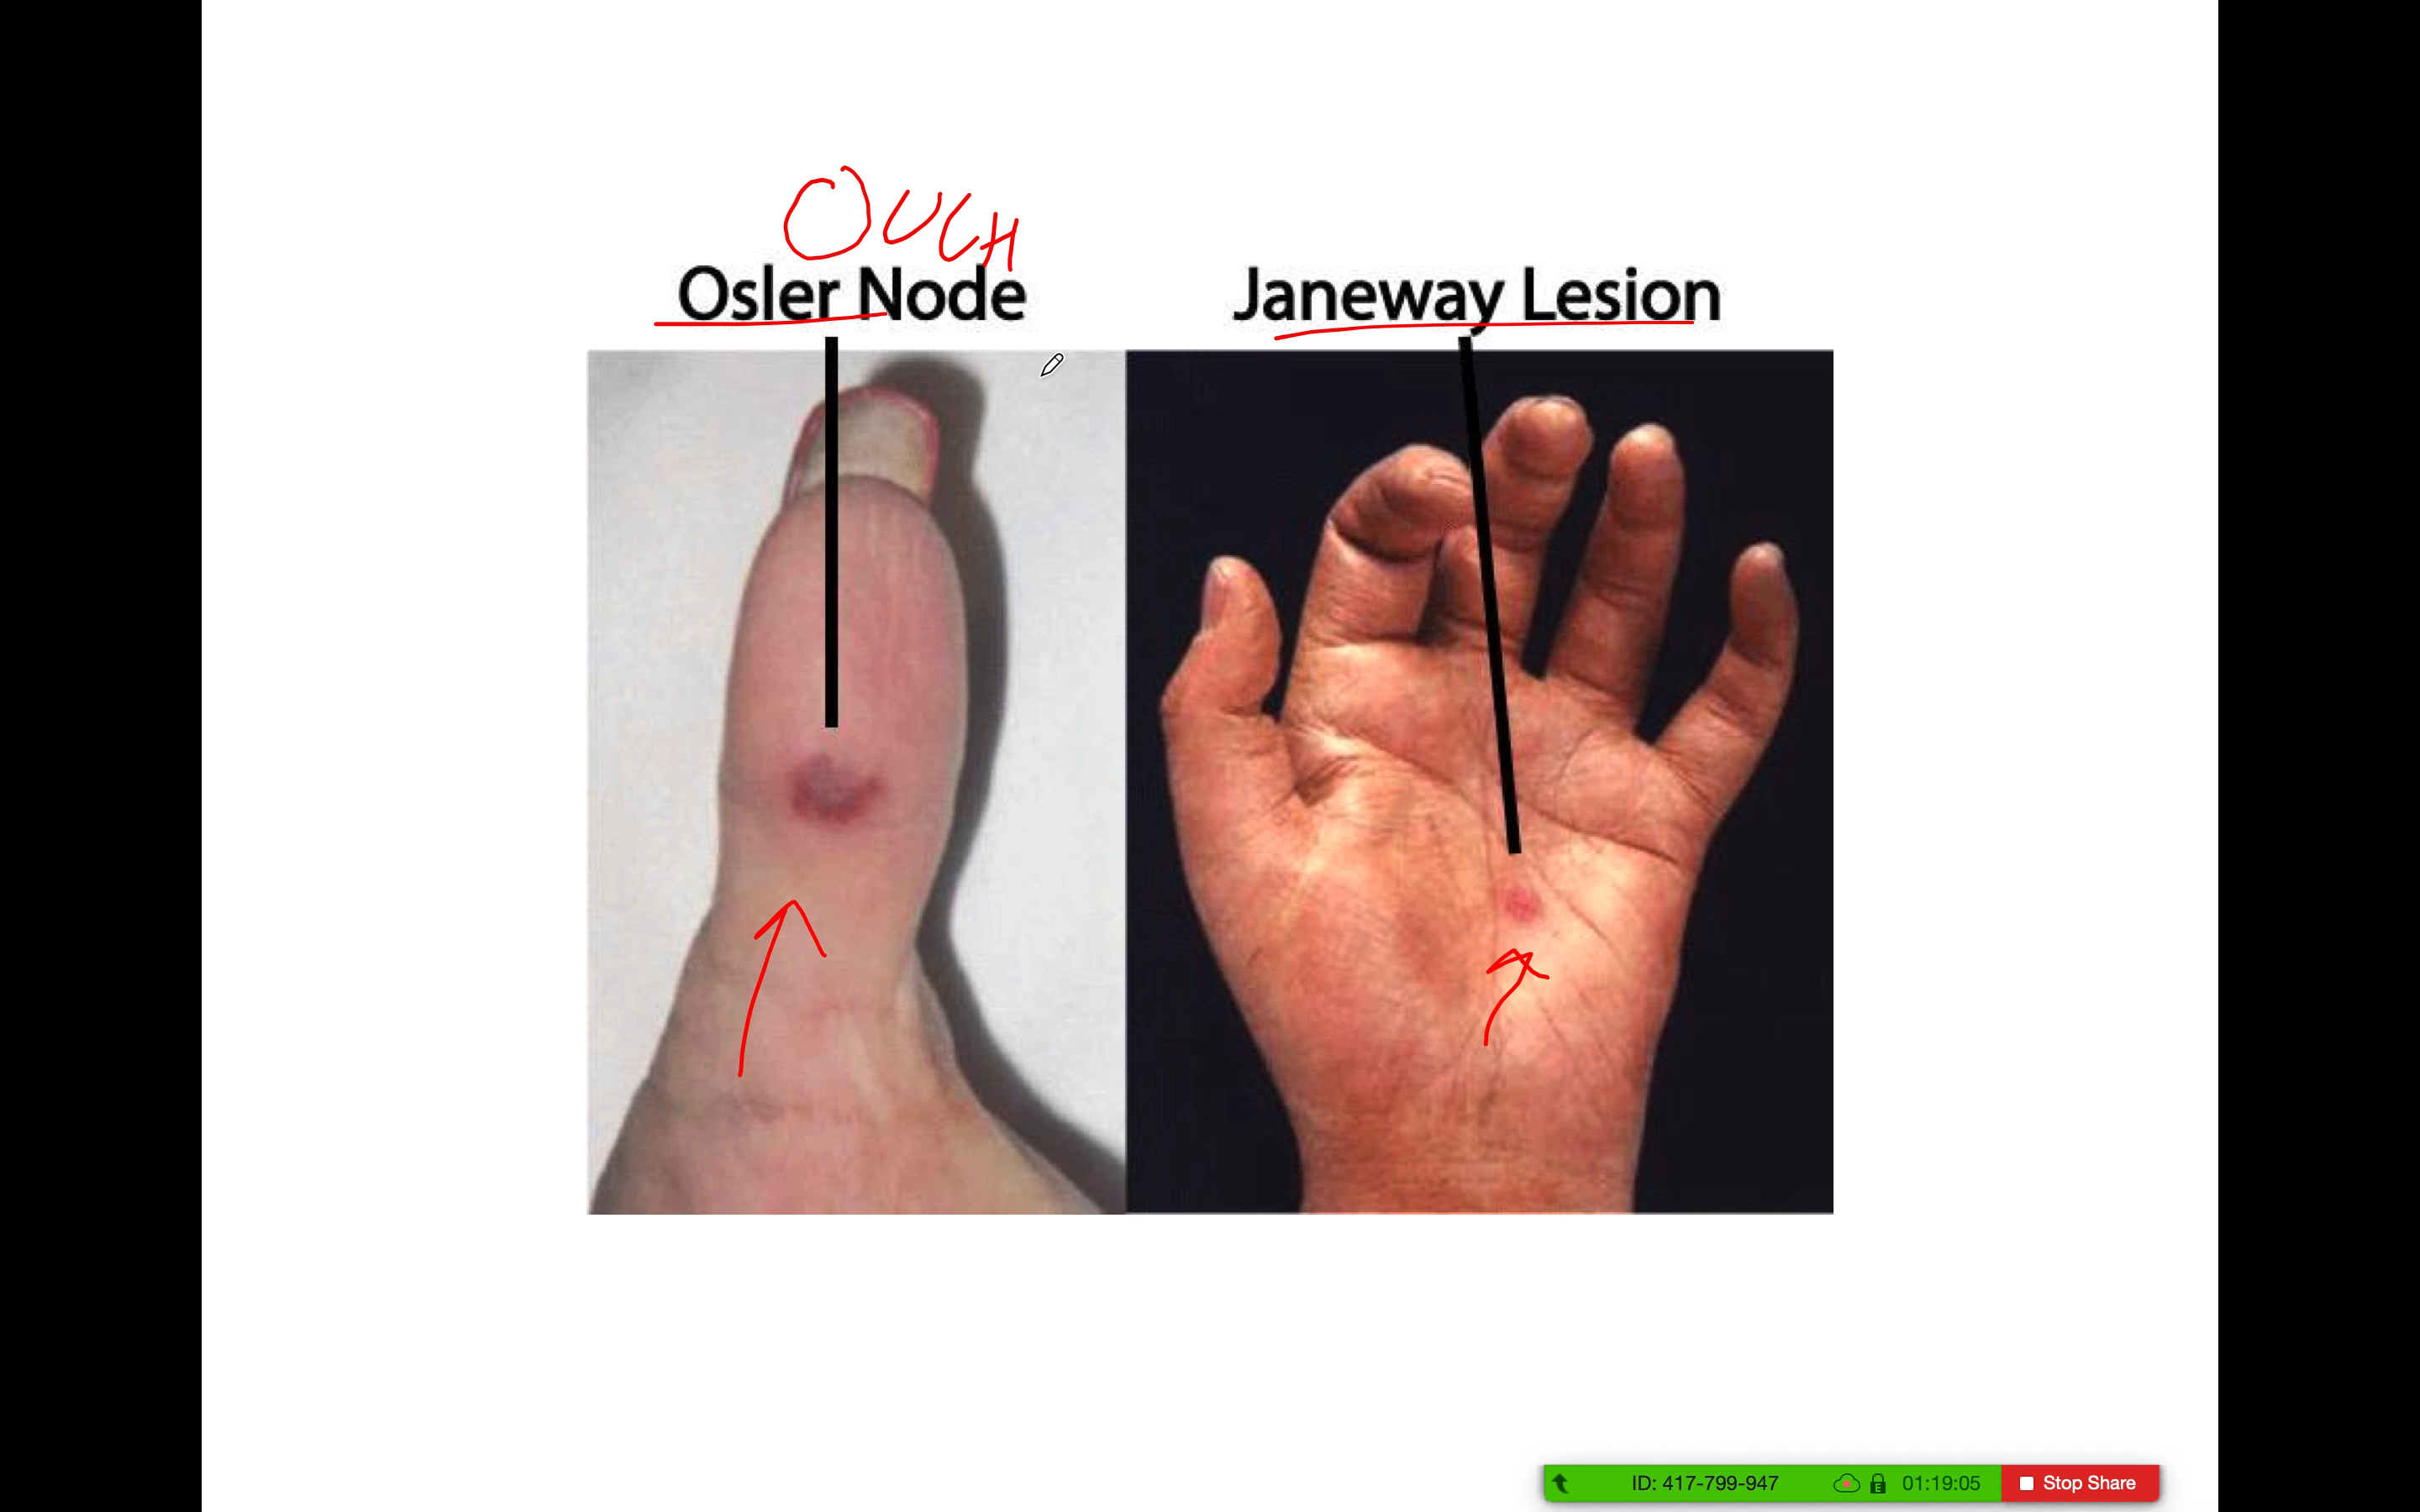 OUCH
Osler Node
Janeway Lesion
ID: 417-799-947
01:19:05
Stop Share